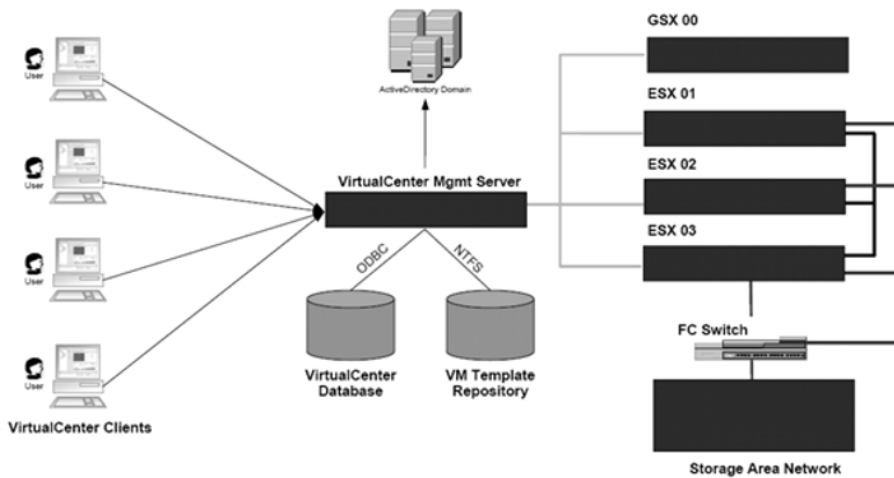 GSX 00
User
ActiveDirectory Domain
ESX 01
User
ESX 02
VirtualCenter Mgmt Server
ESX 03
User
ODBC
NTFS
FC Switch
User
VirtualCenter
Database
VM Template
Repository
VirtualCenter Clients
Storage Area Network